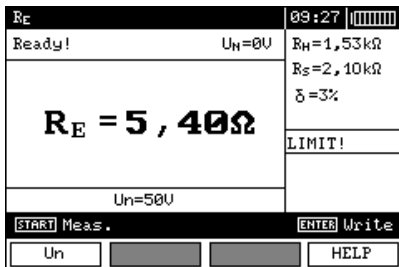 RE 09:27
Ready! UN=0V RH=1,53kΩ
RS=2,10kΩ
δ=3%
RE =5,40Ω
LIMIT!
Un=50V
START Meas. ENTER Write
Un HELP